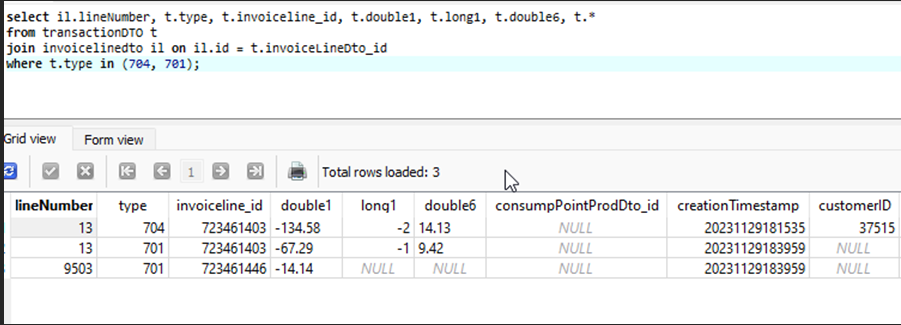 select il.lineNumber, t.type, t.invoiceline_id, t.double1, t.long1, t.double6, t.*
from transactionDTO t
join invoicelinedto il on il.id = t.invoiceLineDto_id
where t.type in (704, 701);
Grid view Form view
1 Total rows loaded: 3
lineNumber type invoiceline_id double1 long1 double6 consumpPointProdDto_id creationTimestamp customerID
13 704 723461403 -134.58 -2 14.13 NULL 20231129181535 37515
13 701 723461403 -67.29 -1 9.42 NULL 20231129183959 NULL
9503 701 723461446 -14.14 NULL NULL NULL 20231129183959 NULL